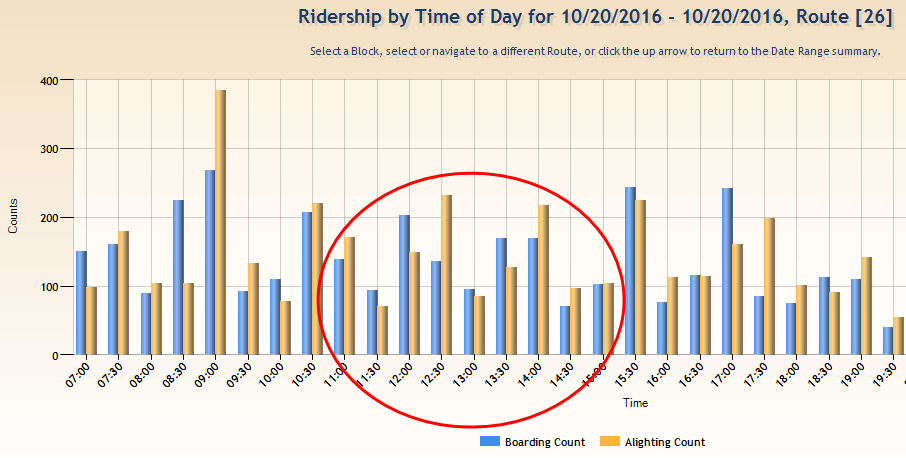 Ridership by Time of Day for 10/20/2016 - 10/20/2016, Route [26]
Select a Block, select or navigate to a different Route, or click the up arrow to return to the Date Range summary.
400
300
200
100
0
Counts
07:00 07:30 08:00 08:30 09:00 09:30 10:00 10:30 11:00 11:30 12:00 12:30 13:00 13:30 14:00 14:30 15:00 15:30 16:00 16:30 17:00 17:30 18:00 18:30 19:00 19:30
Time
Boarding Count Alighting Count